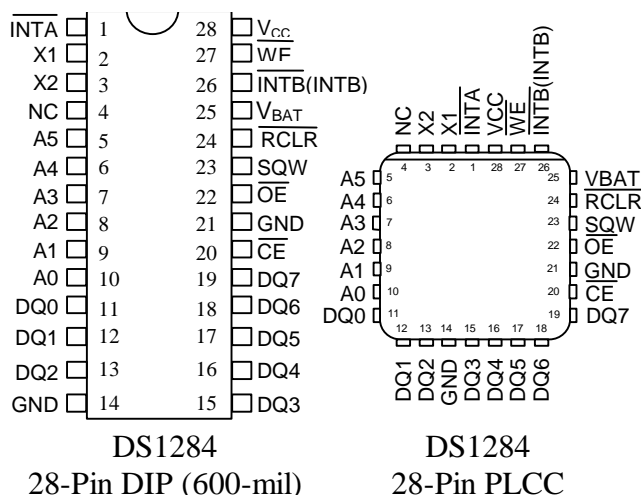 INTA 1 28 VCC
X1 2 27 WE
X2 3 26 INTB(INTB)
NC 4 25 VBAT
A5 5 24 RCLR
A4 6 23 SQW
A3 7 22 OE
A2 8 21 GND
A1 9 20 CE
A0 10 19 DQ7
DQ0 11 18 DQ6
DQ1 12 17 DQ5
DQ2 13 16 DQ4
GND 14 15 DQ3
DS1284
28-Pin DIP (600-mil)
NC X2 X1 INTA VCC WE INTB(INTB)
4 3 2 1 28 27 26
A5 5 25 VBAT
A4 6 24 RCLR
A3 7 23 SQW
A2 8 22 OE
A1 9 21 GND
A0 10 20 CE
DQ0 11 19 DQ7
12 13 14 15 16 17 18
DQ1 DQ2 GND DQ3 DQ4 DQ5 DQ6
DS1284
28-Pin PLCC